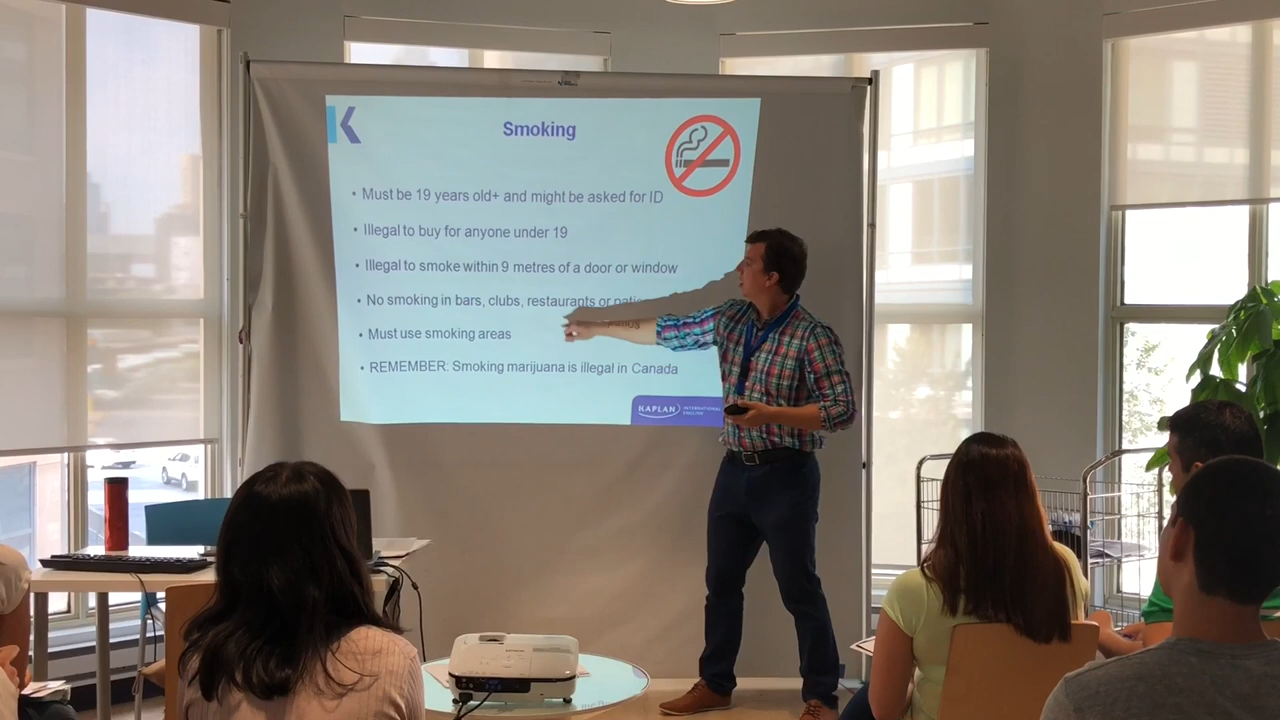 K
Smoking
• Must be 19 years old+ and might be asked for ID
• Illegal to buy for anyone under 19
• Illegal to smoke within 9 metres of a door or window
• No smoking in bars, clubs, restaurants or
• Must use smoking areas
• REMEMBER: Smoking marijuana is illegal in Canada
KAPLAN INTERNATIONAL
ENGLISH